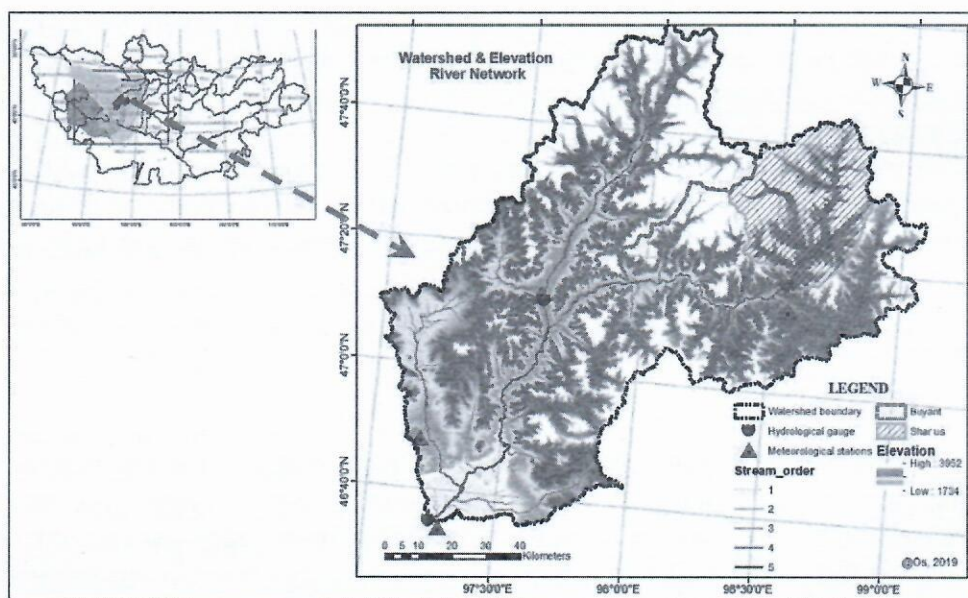 Watershed & Elevation
River Network
N
W
E
S
47°40'0"N
47°20'0"N
47°0'0"N
46°40'0"N
LEGEND
Watershed boundary
Hydrological gauge
Meteorological stations
Stream_order
1
2
3
4
5
Buyant
Shar us
Elevation
High : 3952
Low : 1734
0 5 10 20 30 40
Kilometers
@Os, 2019
97°30'0"E
98°0'0"E
98°30'0"E
99°0'0"E